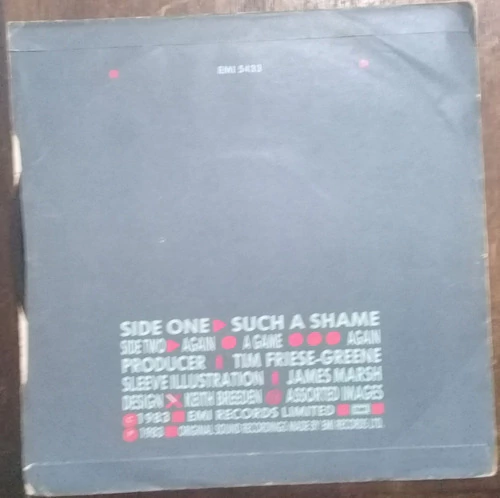 EMI 5433
SIDE ONE SUCH A SHAME
SIDE TWO AGAIN A GAME AGAIN
PRODUCER TIM FRIESE-GREENE
SLEEVE ILLUSTRATION JAMES MARSH
DESIGN KEITH BREEDEN @ ASSORTED IMAGES
© 1983 EMI RECORDS LIMITED EMI
℗ 1983 ORIGINAL SOUND RECORDINGS MADE BY EMI RECORDS LTD.